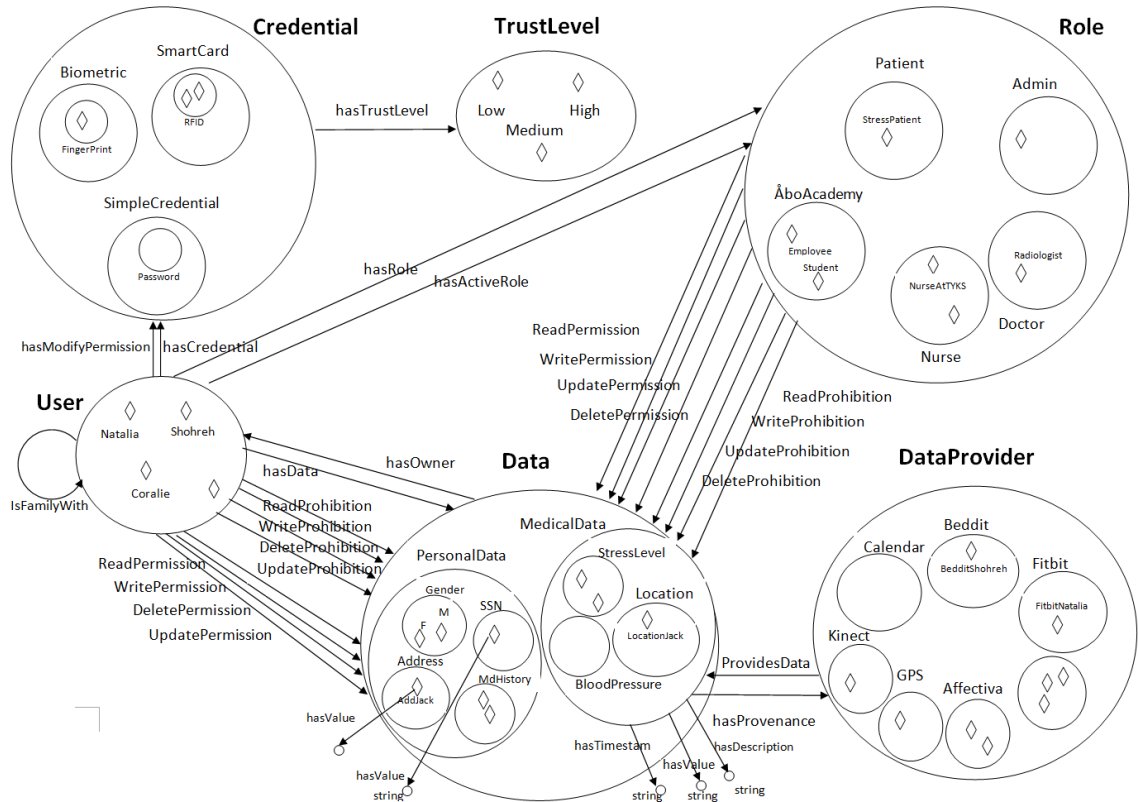 Credential
TrustLevel
Role
SmartCard
Biometric
RFID
FingerPrint
SimpleCredential
Password
hasTrustLevel
Low
High
Medium
Patient
StressPatient
Admin
ÅboAcademy
Employee
Student
NurseAtTYKS
Nurse
Radiologist
Doctor
hasRole
hasActiveRole
hasModifyPermission
hasCredential
ReadPermission
WritePermission
UpdatePermission
DeletePermission
ReadProhibition
WriteProhibition
UpdateProhibition
DeleteProhibition
User
Natalia
Shohreh
Coralie
IsFamilyWith
hasData
hasOwner
ReadProhibition
WriteProhibition
DeleteProhibition
UpdateProhibition
ReadPermission
WritePermission
DeletePermission
UpdatePermission
Data
MedicalData
PersonalData
StressLevel
Gender
M
F
SSN
Location
LocationJack
Address
AddJack
MdHistory
BloodPressure
hasValue
hasValue
string
hasTimestam
hasValue
hasDescription
string
string
ProvidesData
hasProvenance
DataProvider
Beddit
BedditShohreh
Calendar
Fitbit
FitbitNatalia
Kinect
GPS
Affectiva